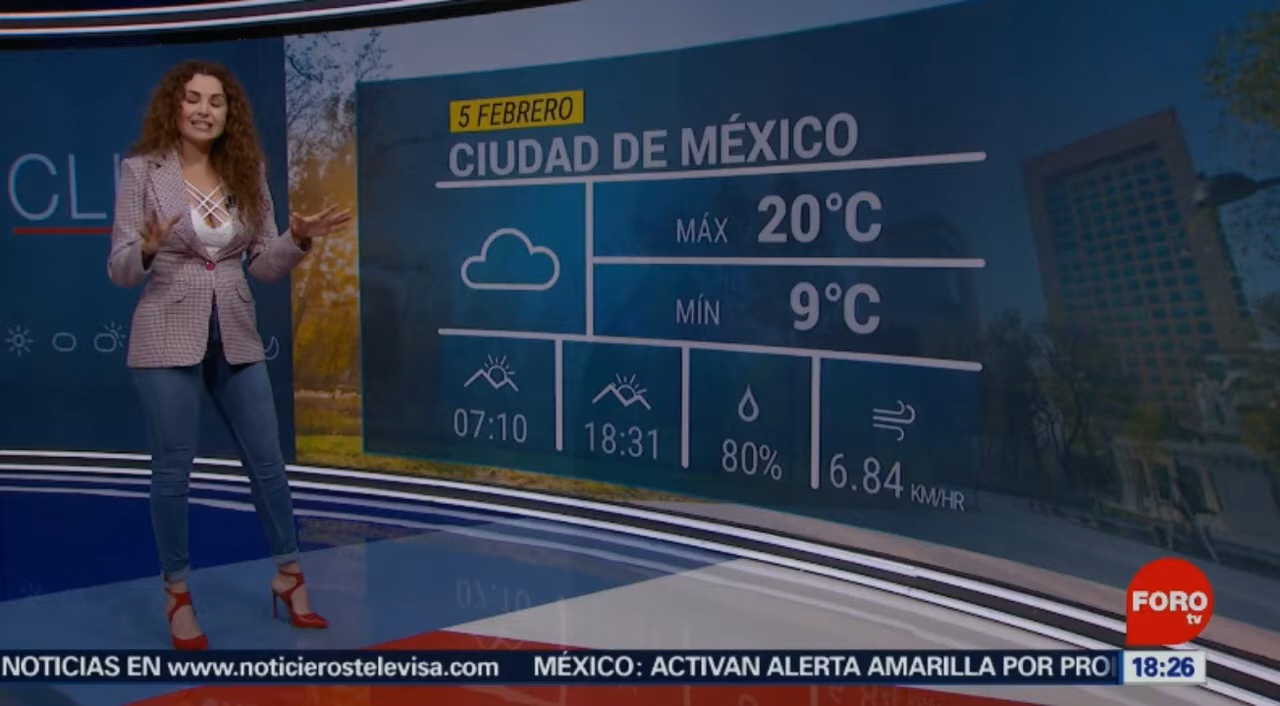 CLI
5 FEBRERO
CIUDAD DE MÉXICO
MÁX 20°C
MÍN 9°C
07:10
18:31
80%
6.84 KM/HR
FORO
tv
NOTICIAS EN www.noticierostelevisa.com MÉXICO: ACTIVAN ALERTA AMARILLA POR PRO
18:26